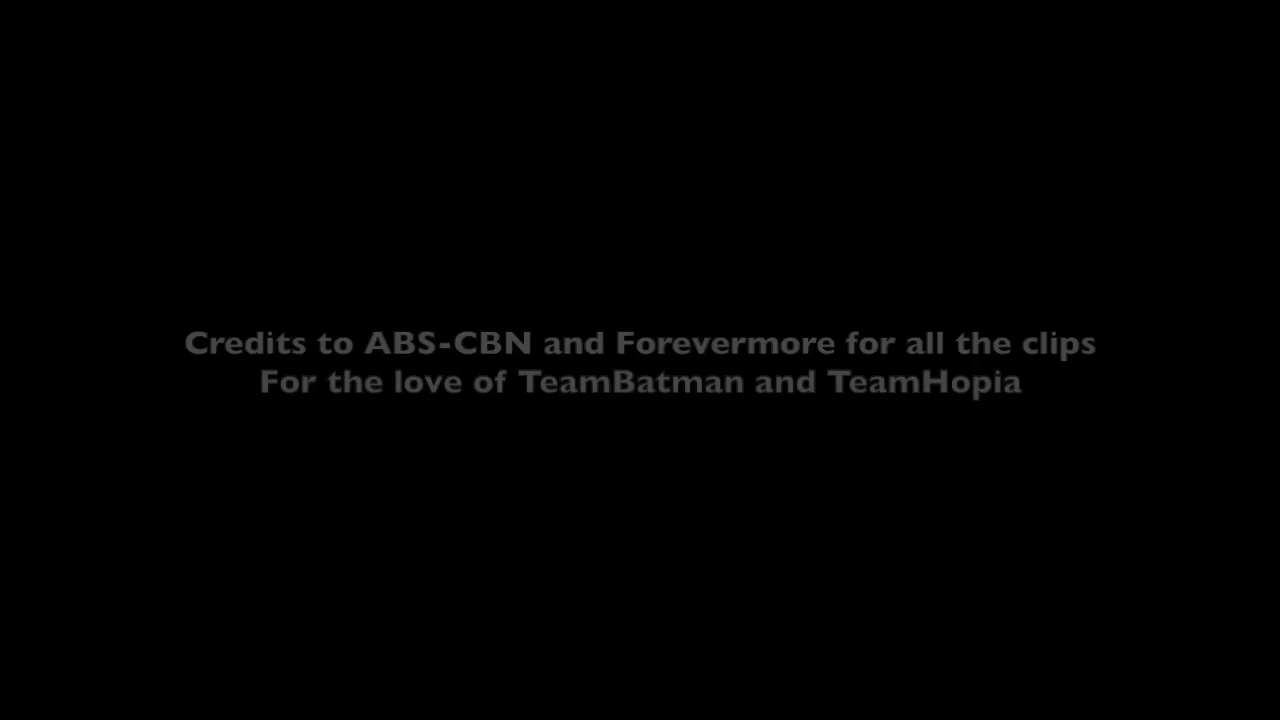 Credits to ABS-CBN and Forevermore for all the clips
For the love of TeamBatman and TeamHopia